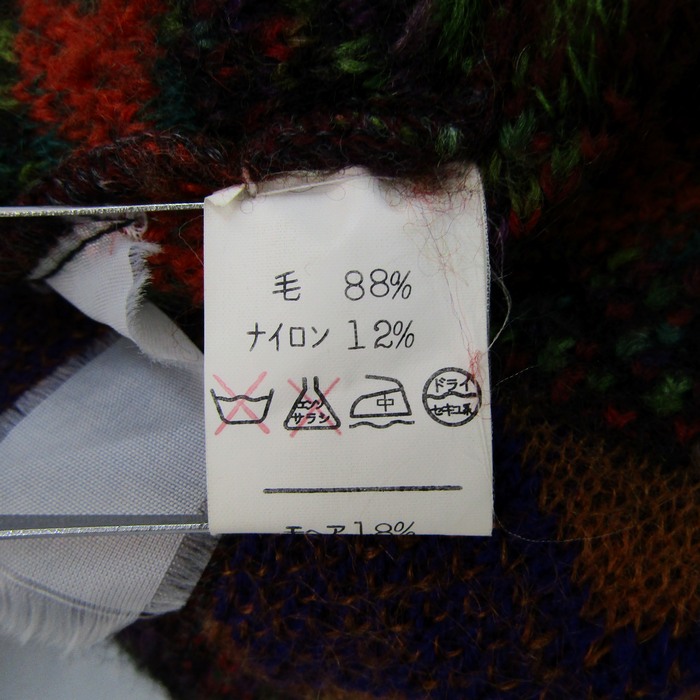 毛 88%
ナイロン 12%
エンソ
サラシ
中
ドライ
セキユ系
モヘア18%